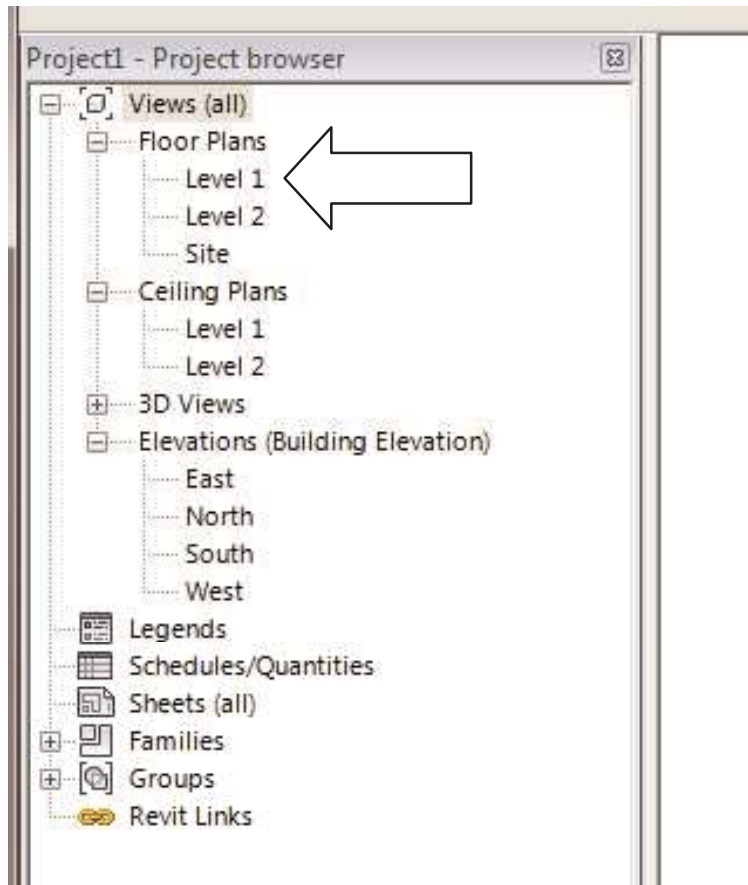 Project1 - Project browser
Views (all)
Floor Plans
Level 1
Level 2
Site
Ceiling Plans
Level 1
Level 2
3D Views
Elevations (Building Elevation)
East
North
South
West
Legends
Schedules/Quantities
Sheets (all)
Families
Groups
Revit Links